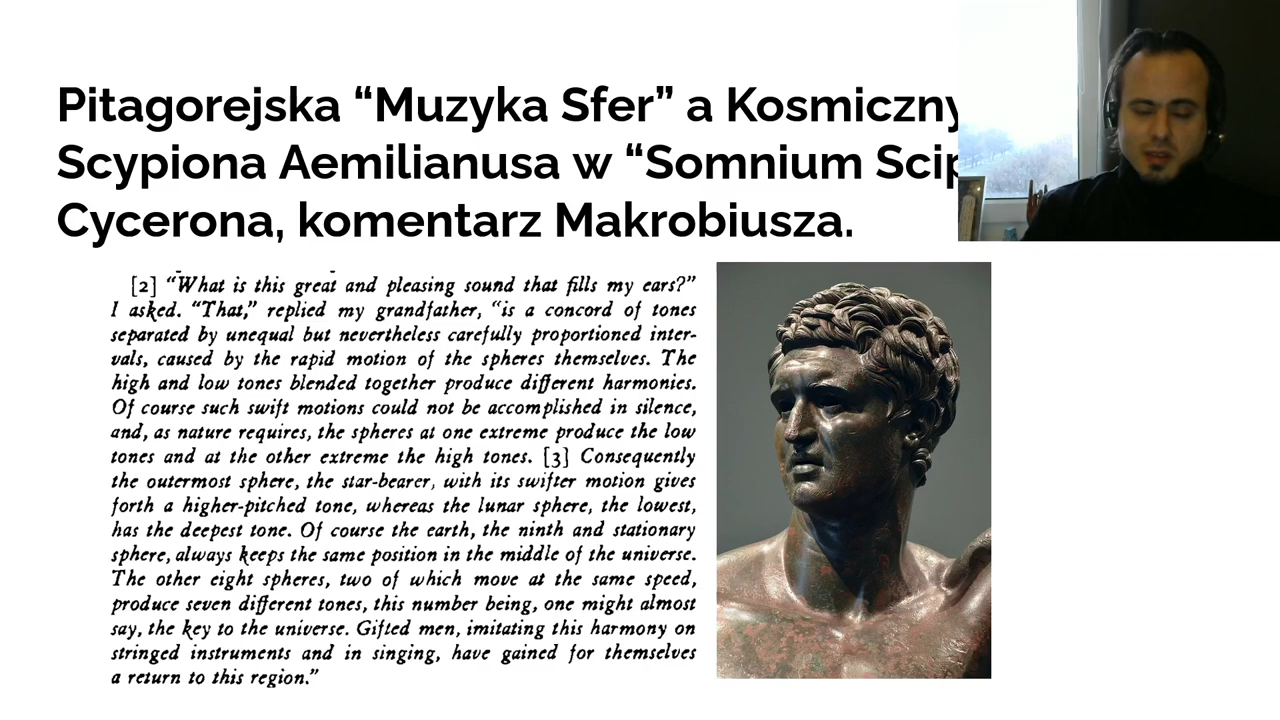 Pitagorejska “Muzyka Sfer” a Kosmiczny
Scypiona Aemilianusa w “Somnium Scip
Cycerona, komentarz Makrobiusza.
[2] “What is this great and pleasing sound that fills my ears?”
I asked. “That,” replied my grandfather, “is a concord of tones
separated by unequal but nevertheless carefully proportioned inter-
vals, caused by the rapid motion of the spheres themselves. The
high and low tones blended together produce different harmonies.
Of course such swift motions could not be accomplished in silence,
and, as nature requires, the spheres at one extreme produce the low
tones and at the other extreme the high tones. [3] Consequently
the outermost sphere, the star-bearer, with its swifter motion gives
forth a higher-pitched tone, whereas the lunar sphere, the lowest,
has the deepest tone. Of course the earth, the ninth and stationary
sphere, always keeps the same position in the middle of the universe.
The other eight spheres, two of which move at the same speed,
produce seven different tones, this number being, one might almost
say, the key to the universe. Gifted men, imitating this harmony on
stringed instruments and in singing, have gained for themselves
a return to this region.”